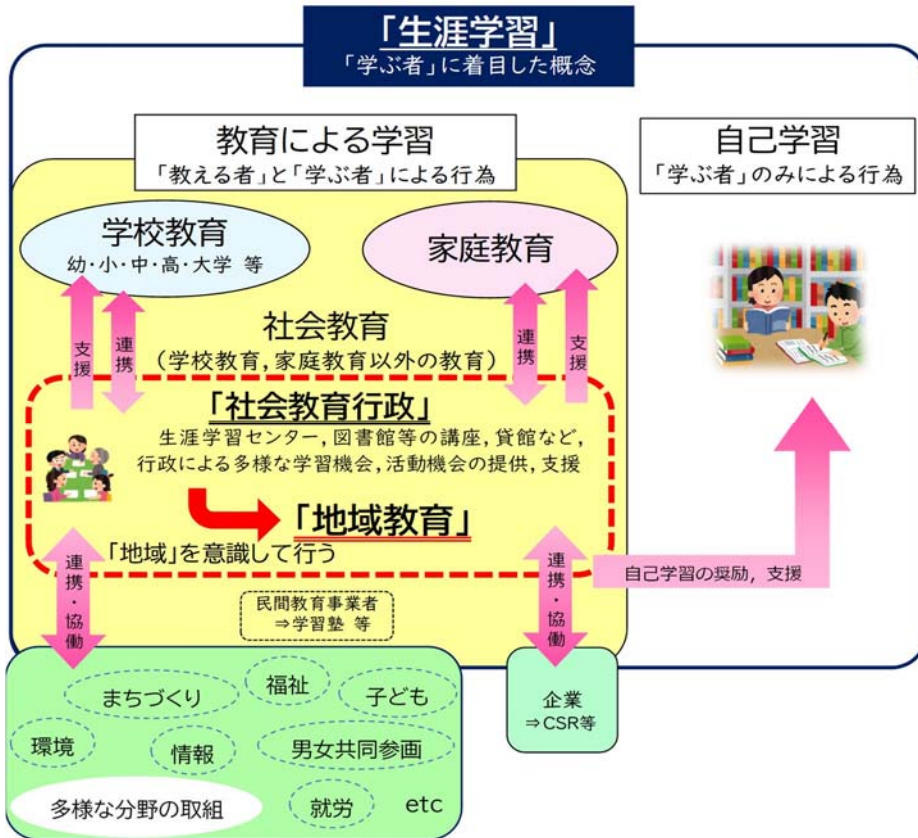 「生涯学習」
「学ぶ者」に着目した概念
教育による学習
「教える者」と「学ぶ者」による行為
自己学習
「学ぶ者」のみによる行為
学校教育
幼・小・中・高・大学 等
家庭教育
支援
連携
連携
支援
社会教育
（学校教育，家庭教育以外の教育）
「社会教育行政」
生涯学習センター，図書館等の講座，貸館など，
行政による多様な学習機会，活動機会の提供，支援
「地域教育」
「地域」を意識して行う
連携・協働
連携・協働
自己学習の奨励，支援
民間教育事業者
⇒学習塾 等
まちづくり
福祉
子ども
環境
情報
男女共同参画
多様な分野の取組
就労
etc
企業
⇒CSR等